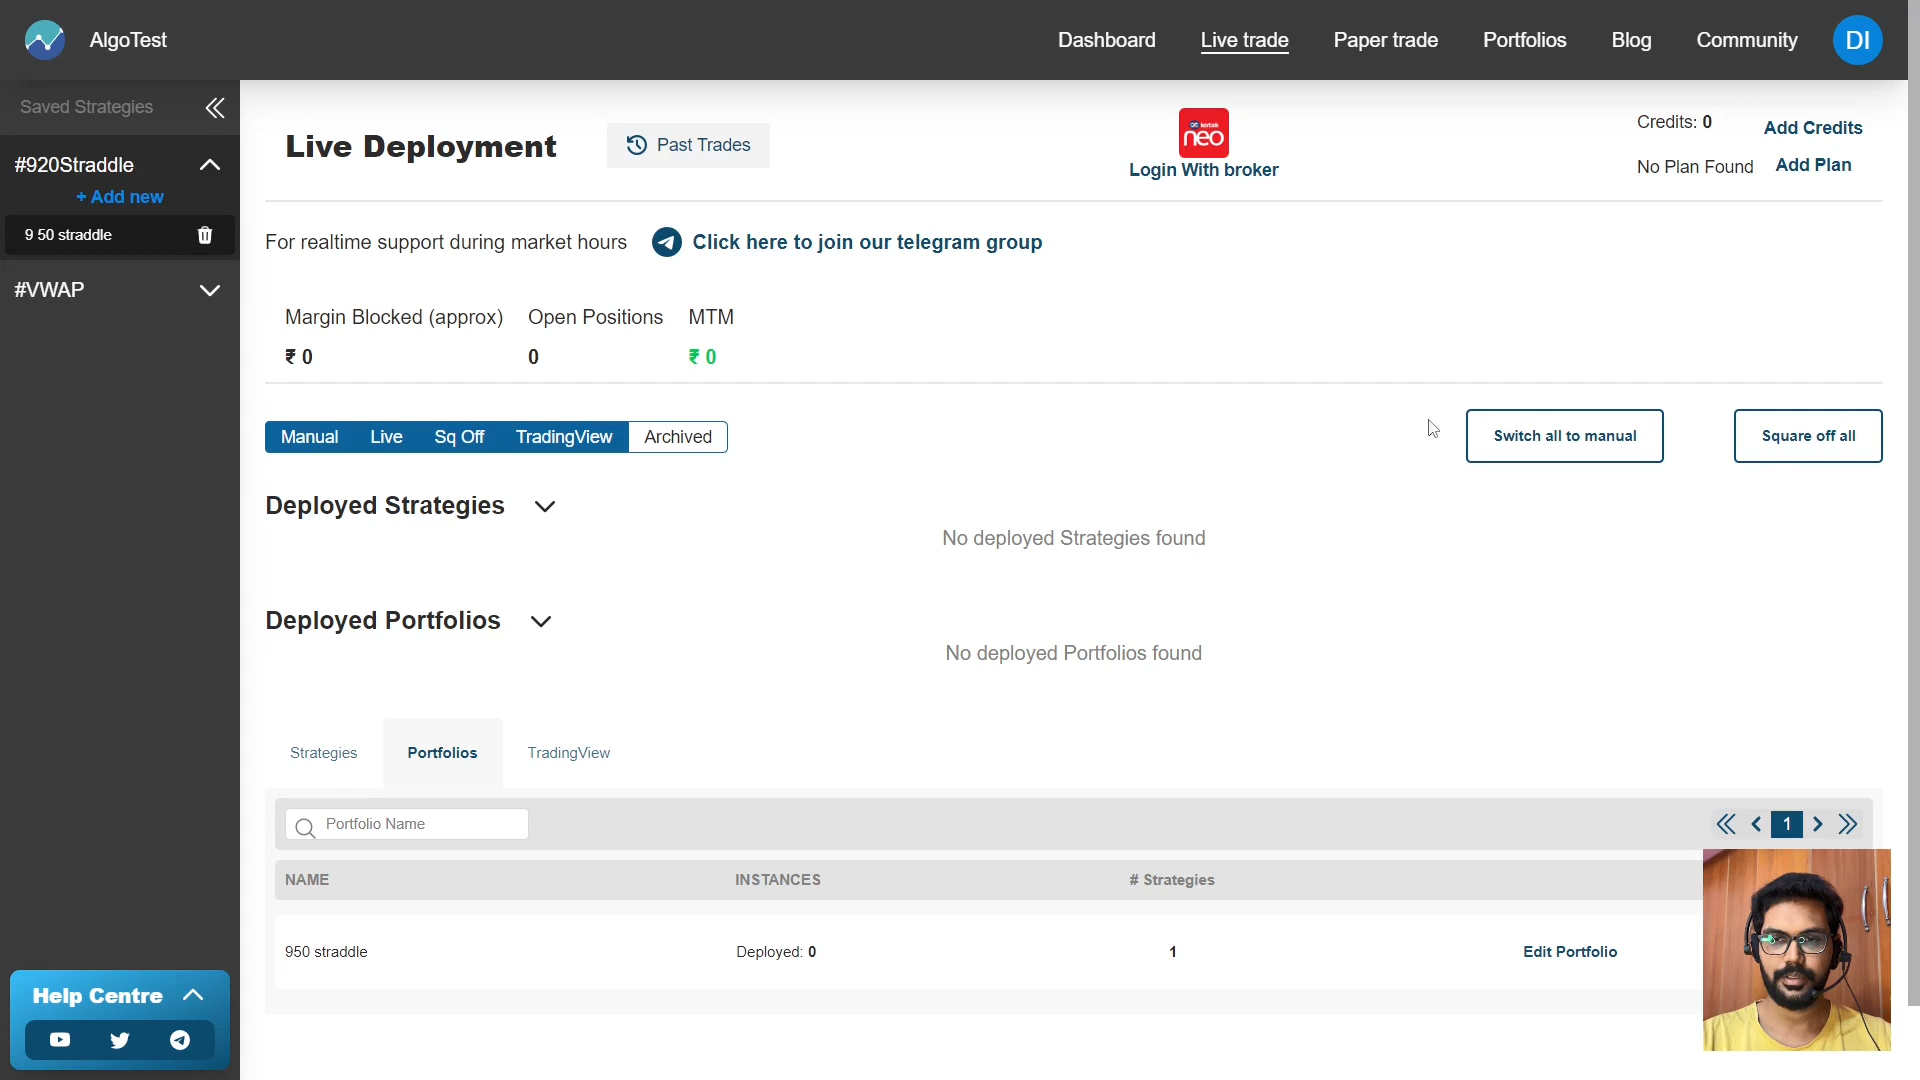 AlgoTest
Dashboard
Live trade
Paper trade
Portfolios
Blog
Community
DI
Saved Strategies
#920Straddle
+ Add new
9 50 straddle
#VWAP
Live Deployment
Past Trades
kotak
neo
Login With broker
Credits: 0
Add Credits
No Plan Found
Add Plan
For realtime support during market hours
Click here to join our telegram group
Margin Blocked (approx)
Open Positions
MTM
₹ 0
0
₹ 0
Manual
Live
Sq Off
TradingView
Archived
Switch all to manual
Square off all
Deployed Strategies
No deployed Strategies found
Deployed Portfolios
No deployed Portfolios found
Strategies
Portfolios
TradingView
Portfolio Name
1
NAME
INSTANCES
# Strategies
950 straddle
Deployed: 0
1
Edit Portfolio
Help Centre